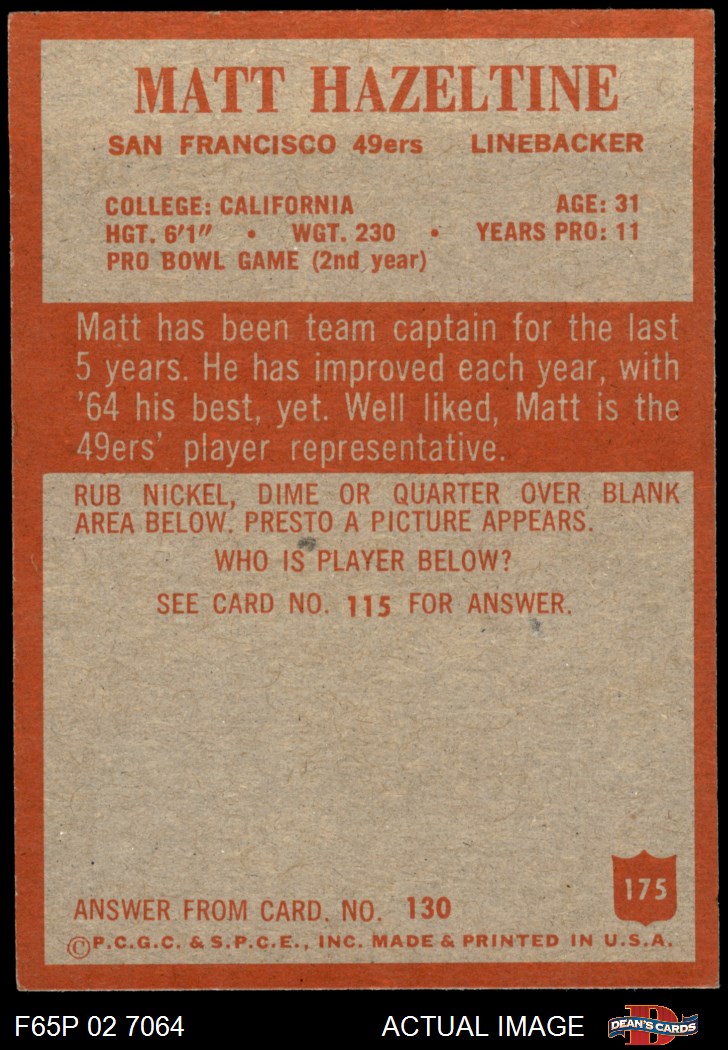 MATT HAZELTINE
SAN FRANCISCO 49ers LINEBACKER
COLLEGE: CALIFORNIA AGE: 31
HGT. 6'1" • WGT. 230 • YEARS PRO: 11
PRO BOWL GAME (2nd year)
Matt has been team captain for the last
5 years. He has improved each year, with
'64 his best, yet. Well liked, Matt is the
49ers' player representative.
RUB NICKEL, DIME OR QUARTER OVER BLANK
AREA BELOW. PRESTO A PICTURE APPEARS.
WHO IS PLAYER BELOW?
SEE CARD NO. 115 FOR ANSWER.
175
ANSWER FROM CARD. NO. 130
©P.C.G.C. & S.P.C.E., INC. MADE & PRINTED IN U.S.A.
F65P 02 7064 ACTUAL IMAGE D DEAN'S CARDS